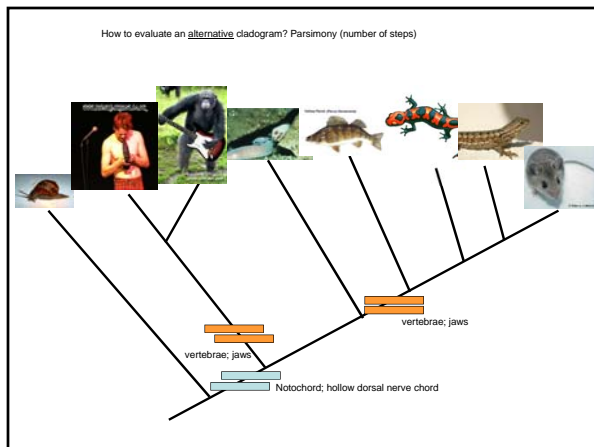 How to evaluate an alternative cladogram? Parsimony (number of steps)
vertebrae; jaws
vertebrae; jaws
Notochord; hollow dorsal nerve chord